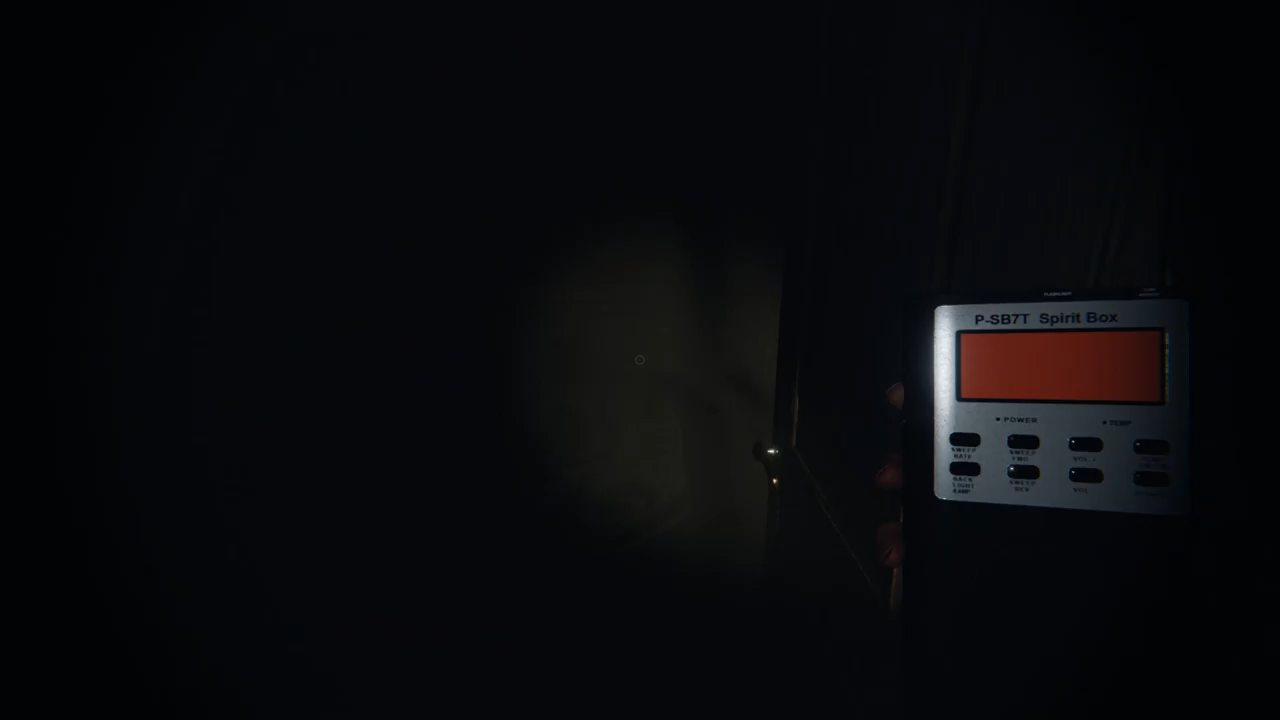 P-SB7T Spirit Box
POWER
TEMP
SWEEP
RATE
SWEEP
FWD
VOL +
BACK
LIGHT
SWEEP
REV
VOL